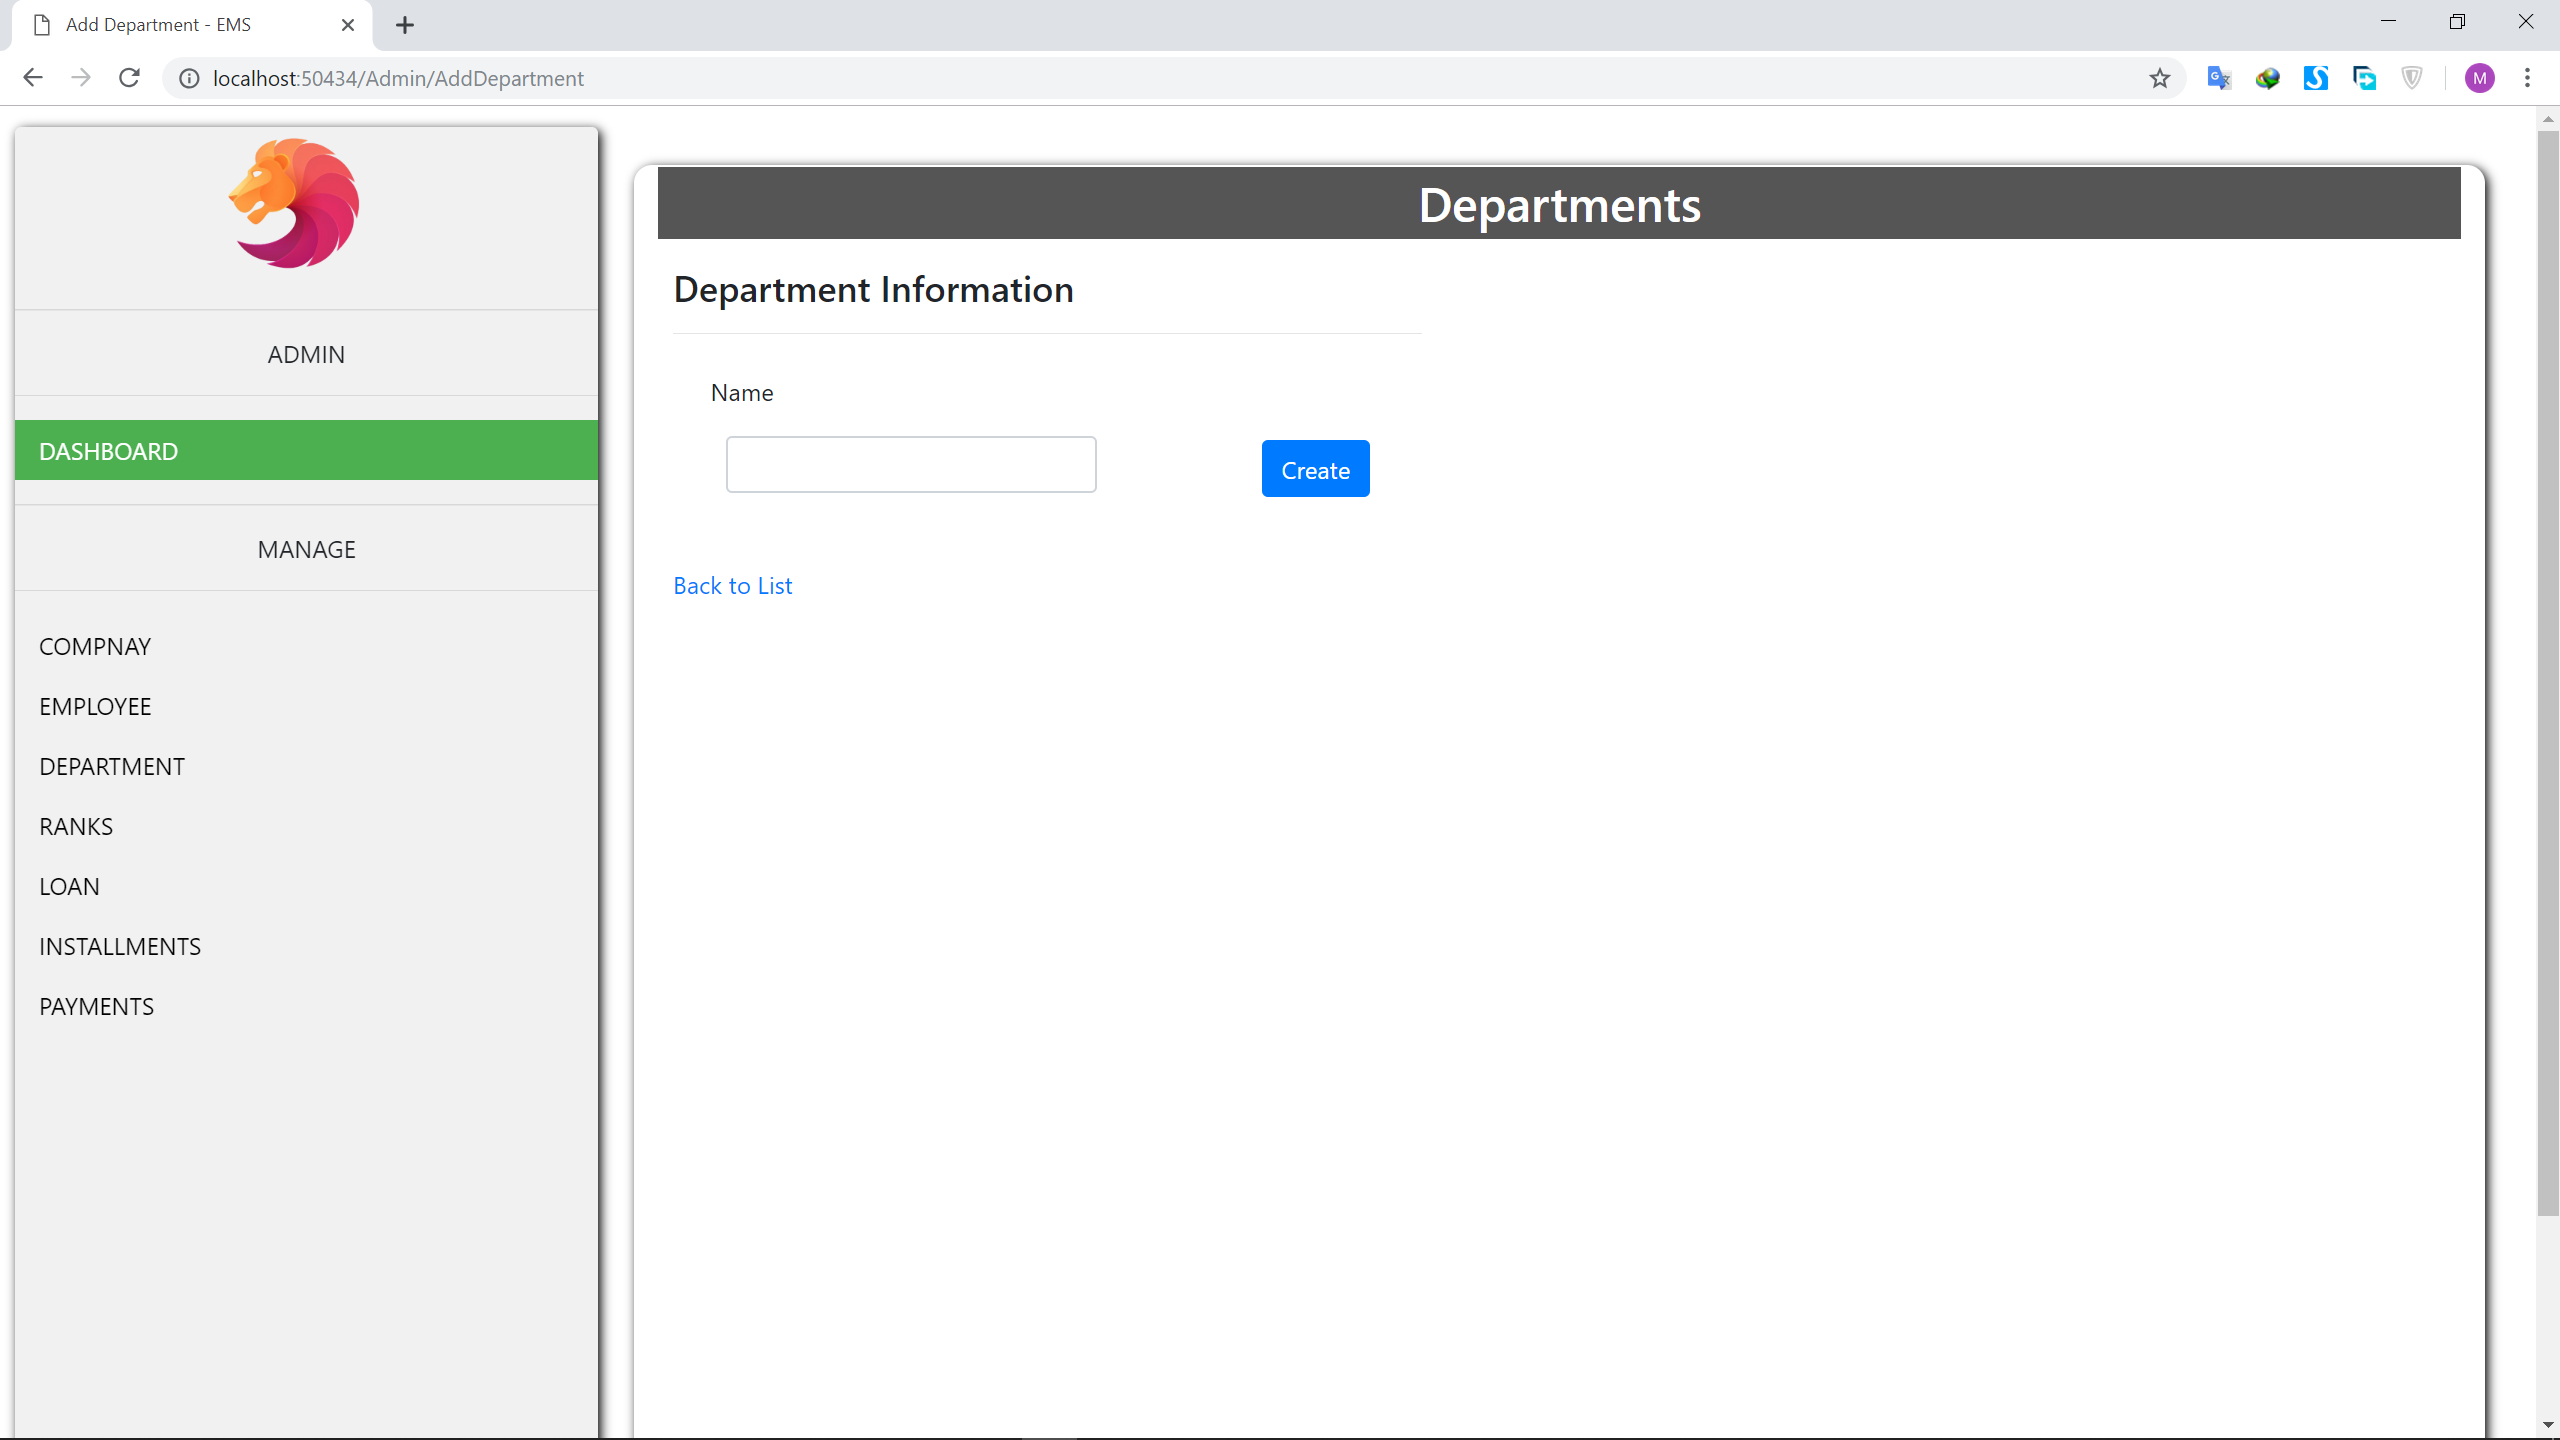 Add Department - EMS
localhost:50434/Admin/AddDepartment
M
ADMIN
DASHBOARD
MANAGE
COMPNAY
EMPLOYEE
DEPARTMENT
RANKS
LOAN
INSTALLMENTS
PAYMENTS
Departments
Department Information
Name
Create
Back to List